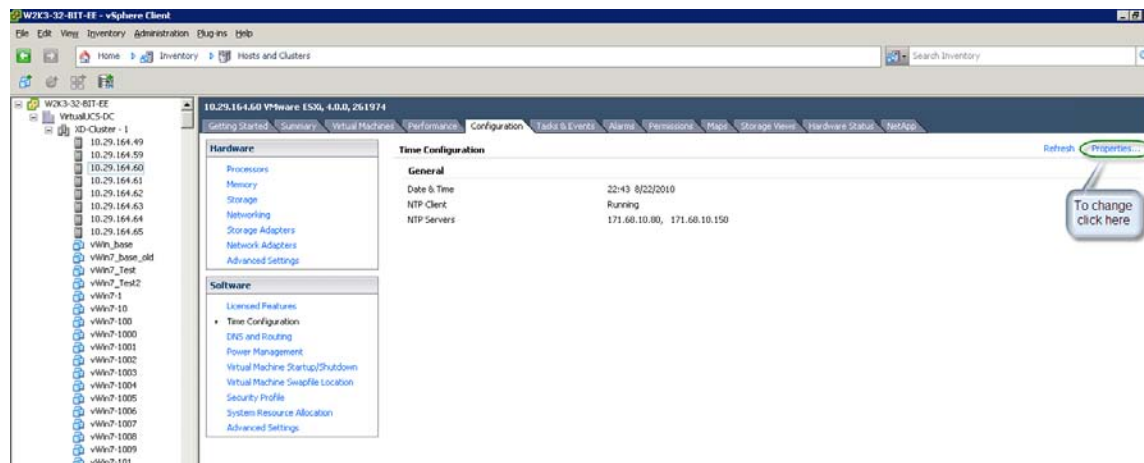 W2K3-32-BIT-EE - vSphere Client
File Edit View Inventory Administration Plug-ins Help
Home Inventory Hosts and Clusters
Search Inventory
W2K3-32-BIT-EE
VirtualUCS-DC
XD-Cluster - 1
10.29.164.49
10.29.164.59
10.29.164.60
10.29.164.61
10.29.164.62
10.29.164.63
10.29.164.64
10.29.164.65
vWin_base
vWin7_base_old
vWin7_Test
vWin7_Test2
vWin7-1
vWin7-10
vWin7-100
vWin7-1000
vWin7-1001
vWin7-1002
vWin7-1003
vWin7-1004
vWin7-1005
vWin7-1006
vWin7-1007
vWin7-1008
vWin7-1009
vWin7-101
10.29.164.60 VMware ESXi, 4.0.0, 261974
Getting Started Summary Virtual Machines Performance Configuration Tasks & Events Alarms Permissions Maps Storage Views Hardware Status NetApp
Hardware
Processors
Memory
Storage
Networking
Storage Adapters
Network Adapters
Advanced Settings
Software
Licensed Features
Time Configuration
DNS and Routing
Power Management
Virtual Machine Startup/Shutdown
Virtual Machine Swapfile Location
Security Profile
System Resource Allocation
Advanced Settings
Time Configuration
Refresh Properties...
General
Date & Time 22:43 8/22/2010
NTP Client Running
NTP Servers 171.68.10.80, 171.68.10.150
To change
click here